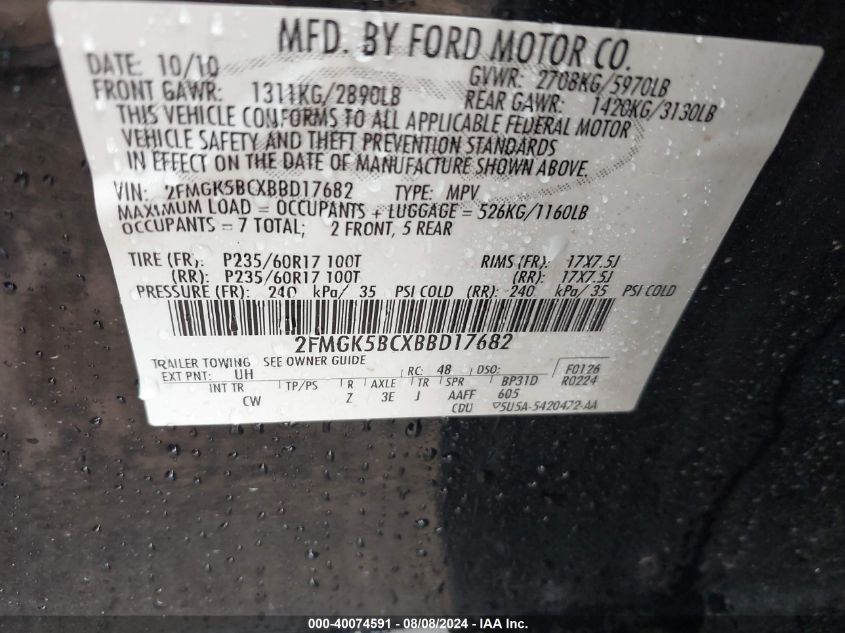 MFD. BY FORD MOTOR CO.
DATE: 10/10 GVWR: 2708KG/5970LB
FRONT GAWR: 1311KG/2890LB REAR GAWR: 1420KG/3130LB
THIS VEHICLE CONFORMS TO ALL APPLICABLE FEDERAL MOTOR
VEHICLE SAFETY AND THEFT PREVENTION STANDARDS
IN EFFECT ON THE DATE OF MANUFACTURE SHOWN ABOVE.
VIN: 2FMGK5BCXBBD17682 TYPE: MPV
MAXIMUM LOAD = OCCUPANTS + LUGGAGE = 526KG/1160LB
OCCUPANTS = 7 TOTAL; 2 FRONT, 5 REAR
TIRE (FR): P235/60R17 100T RIMS (FR): 17X7.5J
(RR): P235/60R17 100T (RR): 17X7.5J
PRESSURE (FR): 240 kPa/ 35 PSI COLD (RR): 240 kPa/ 35 PSI COLD
2FMGK5BCXBBD17682
TRAILER TOWING SEE OWNER GUIDE
EXT PNT: UH RC: 48 DSO: F0126
INT TR TP/PS R AXLE TR SPR BP31D R0224
CW Z 3E J AAFF 605
CDU 5U5A-5420472-AA
000-40074591 - 08/08/2024 - IAA Inc.